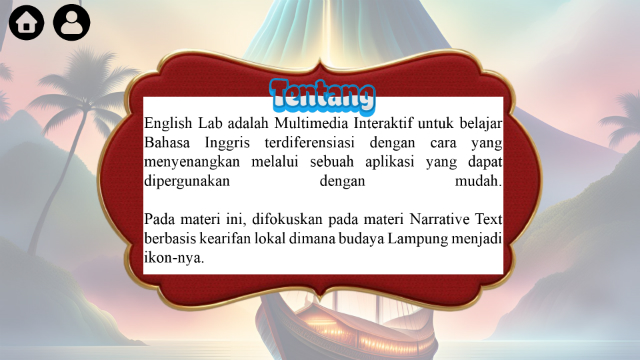 Tentang
English Lab adalah Multimedia Interaktif untuk belajar
Bahasa Inggris terdiferensiasi dengan cara yang
menyenangkan melalui sebuah aplikasi yang dapat
dipergunakan dengan mudah.
Pada materi ini, difokuskan pada materi Narrative Text
berbasis kearifan lokal dimana budaya Lampung menjadi
ikon-nya.